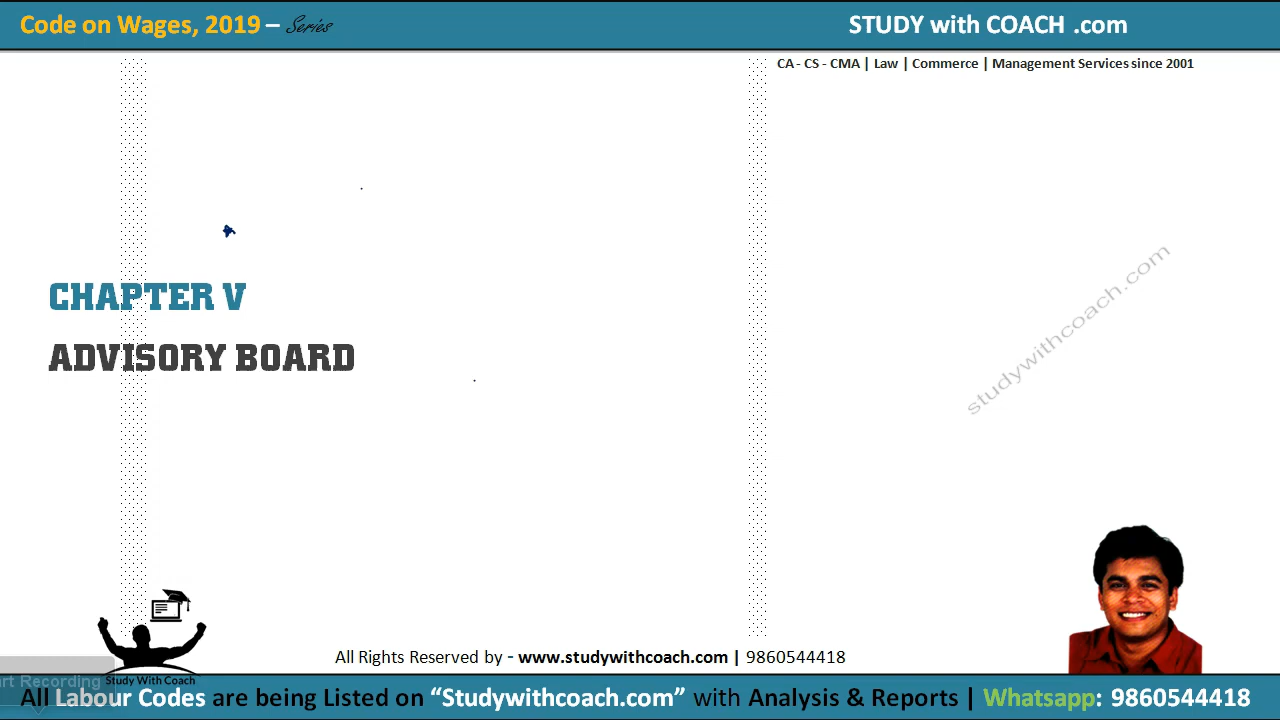 Code on Wages, 2019 – Series
STUDY with COACH .com
CA - CS - CMA | Law | Commerce | Management Services since 2001
CHAPTER V
ADVISORY BOARD
studywithcoach.com
Study With Coach
All Rights Reserved by - www.studywithcoach.com | 9860544418
rt Recording
All Labour Codes are being Listed on “Studywithcoach.com” with Analysis & Reports | Whatsapp: 9860544418